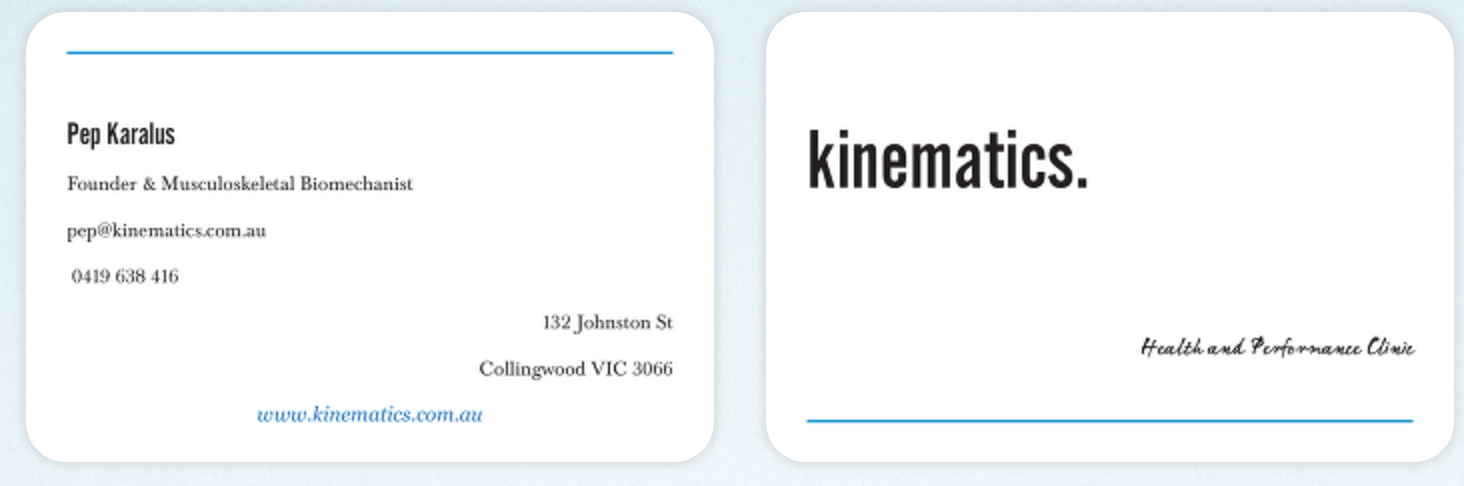 Pep Karalus
Founder & Musculoskeletal Biomechanist
pep@kinematics.com.au
0419 638 416
132 Johnston St
Collingwood VIC 3066
www.kinematics.com.au
kinematics.
Health and Performance Clinic